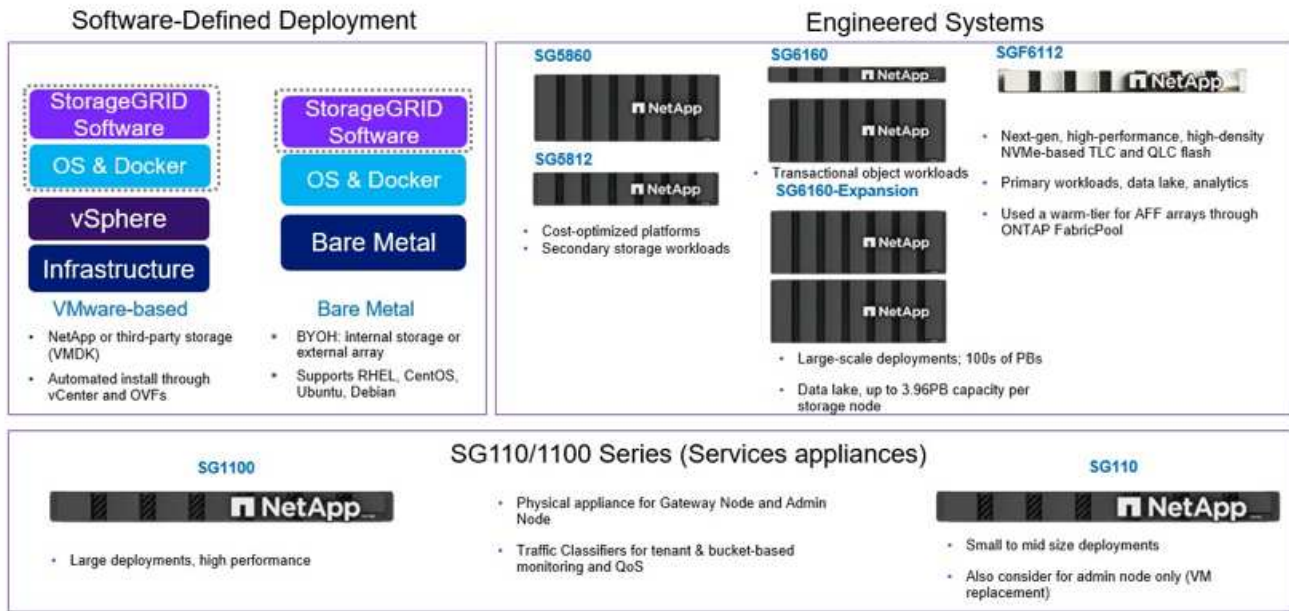 Software-Defined Deployment
StorageGRID
Software
OS & Docker
vSphere
Infrastructure
VMware-based
• NetApp or third-party storage
(VMDK)
• Automated install through
vCenter and OVFs
StorageGRID
Software
OS & Docker
Bare Metal
Bare Metal
• BYOH: internal storage or
external array
• Supports RHEL, CentOS,
Ubuntu, Debian
Engineered Systems
SG5860
NetApp
SG5812
NetApp
• Cost-optimized platforms
• Secondary storage workloads
SG6160
NetApp
NetApp
• Transactional object workloads
SG6160-Expansion
NetApp
NetApp
• Large-scale deployments; 100s of PBs
• Data lake, up to 3.96PB capacity per
storage node
SGF6112
NetApp
• Next-gen, high-performance, high-density
NVMe-based TLC and QLC flash
• Primary workloads, data lake, analytics
• Used a warm-tier for AFF arrays through
ONTAP FabricPool
SG110/1100 Series (Services appliances)
SG1100
NetApp
• Large deployments, high performance
• Physical appliance for Gateway Node and Admin
Node
• Traffic Classifiers for tenant & bucket-based
monitoring and QoS
SG110
NetApp
• Small to mid size deployments
• Also consider for admin node only (VM
replacement)